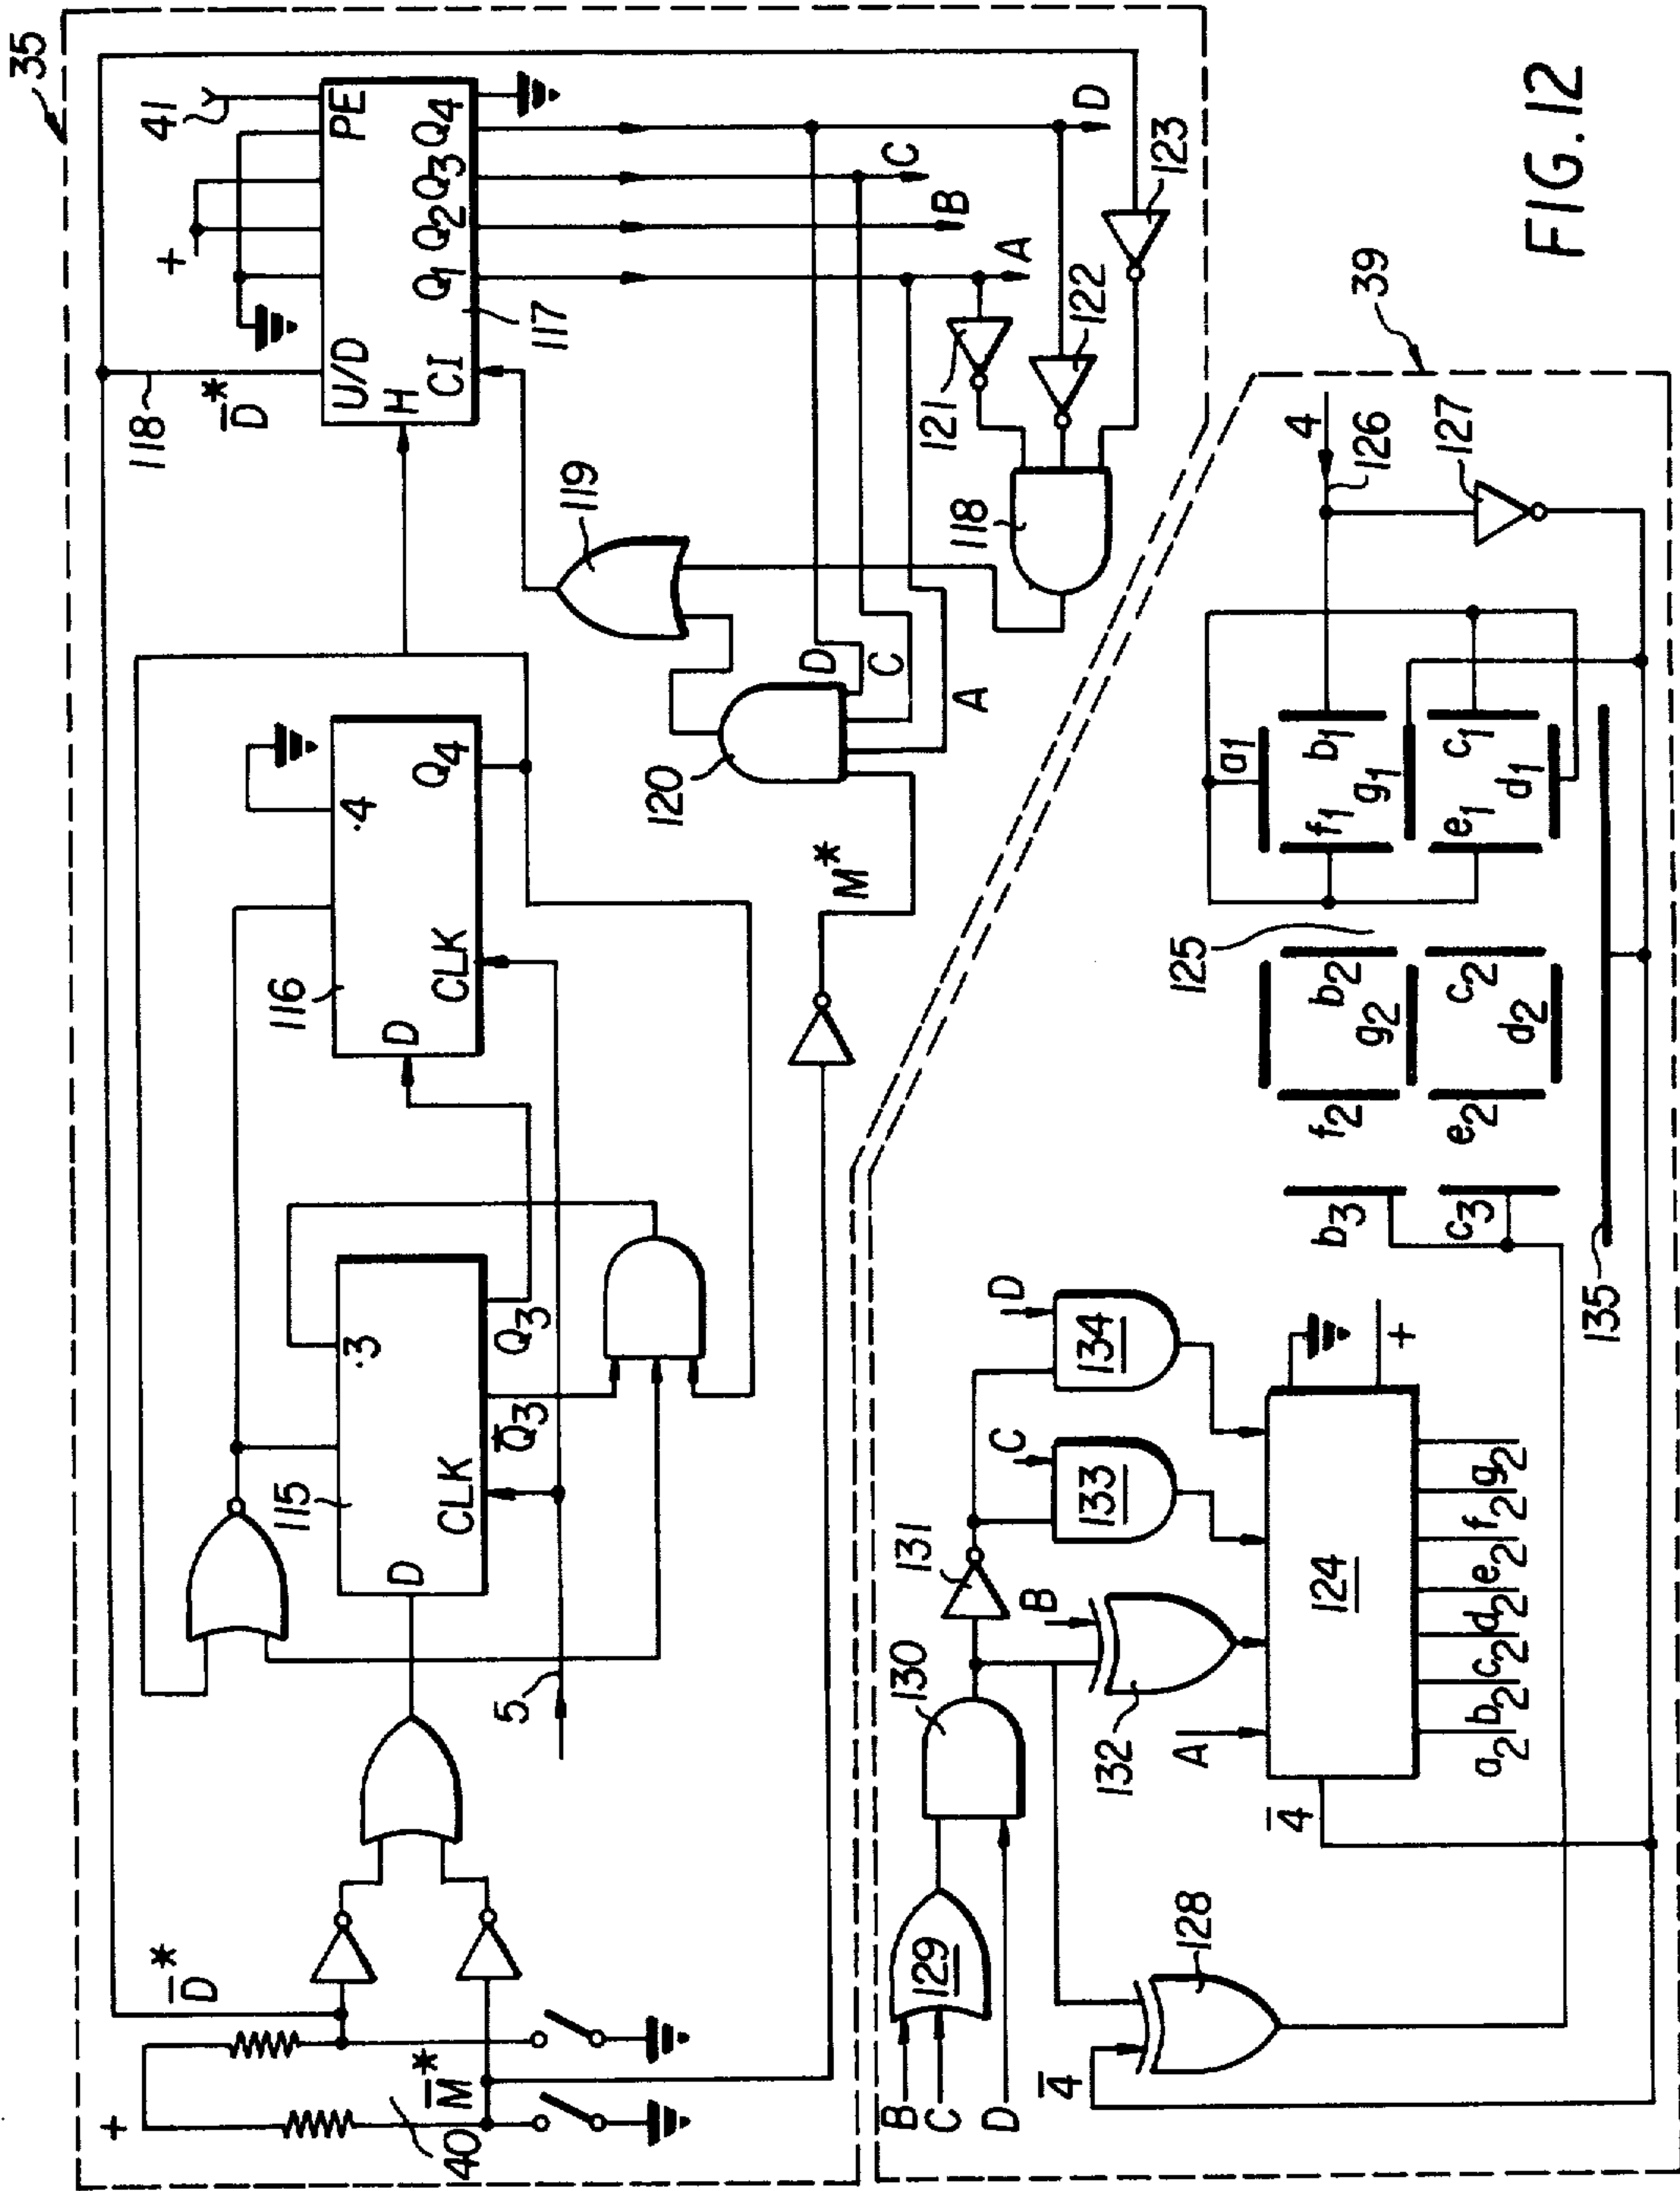 35
+
40
M̅*
D̅*
115
D
CLK
Q̅3
Q3
.3
5
116
D
CLK
.4
Q4
118
D̅*
U/D
H
CI
117
+
41
PE
Q1
Q2
Q3
Q4
119
120
D
C
A
M*
118
121
122
123
A
B
C
D
39
B
C
D
129
130
131
4̅
128
132
B
A
C
133
D
134
124
+
4̅
a2
b2
c2
d2
e2
f2
g2
b3
c3
135
f2
b2
g2
e2
c2
d2
125
a1
f1
b1
g1
e1
c1
d1
4
126
127
FIG.12